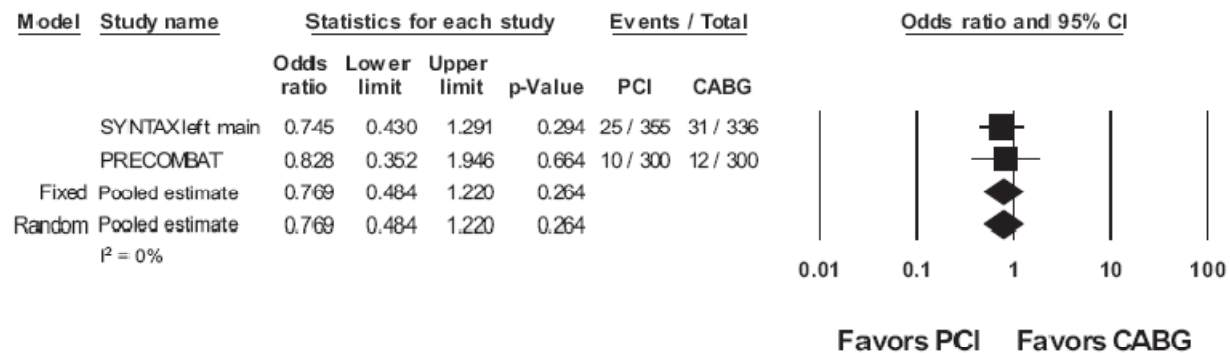 Model Study name Statistics for each study Events / Total Odds ratio and 95% CI
Odds ratio Lower limit Upper limit p-Value PCI CABG
SYNTAX left main 0.745 0.430 1.291 0.294 25 / 355 31 / 336
PRECOMBAT 0.828 0.352 1.946 0.664 10 / 300 12 / 300
Fixed Pooled estimate 0.769 0.484 1.220 0.264
Random Pooled estimate 0.769 0.484 1.220 0.264
I² = 0%
0.01 0.1 1 10 100
Favors PCI Favors CABG